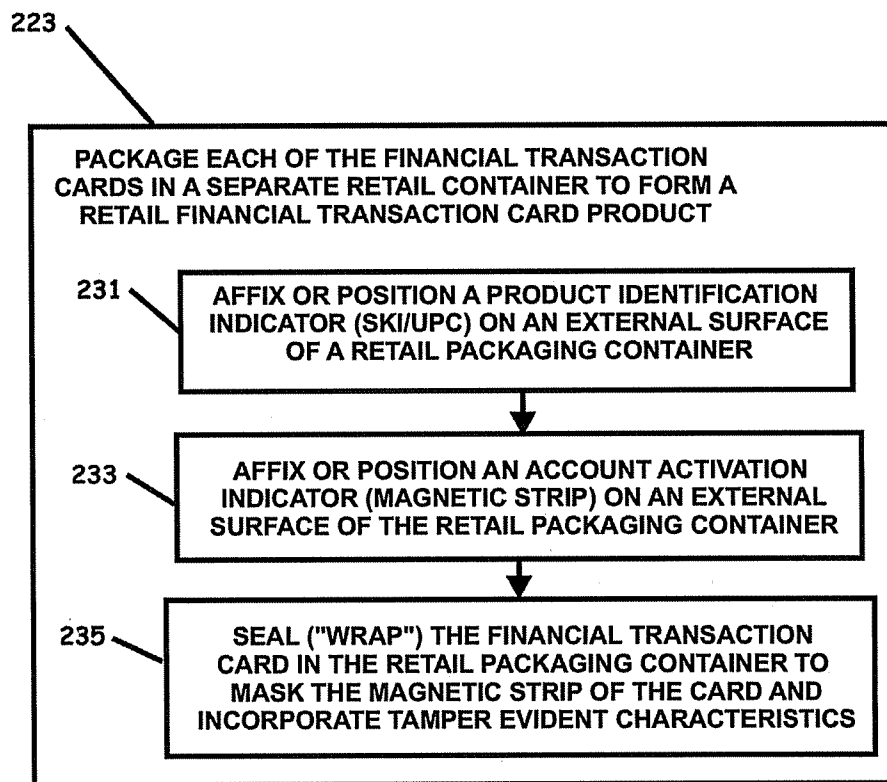 223
PACKAGE EACH OF THE FINANCIAL TRANSACTION
CARDS IN A SEPARATE RETAIL CONTAINER TO FORM A
RETAIL FINANCIAL TRANSACTION CARD PRODUCT
231
AFFIX OR POSITION A PRODUCT IDENTIFICATION
INDICATOR (SKI/UPC) ON AN EXTERNAL SURFACE
OF A RETAIL PACKAGING CONTAINER
233
AFFIX OR POSITION AN ACCOUNT ACTIVATION
INDICATOR (MAGNETIC STRIP) ON AN EXTERNAL
SURFACE OF THE RETAIL PACKAGING CONTAINER
235
SEAL ("WRAP") THE FINANCIAL TRANSACTION
CARD IN THE RETAIL PACKAGING CONTAINER TO
MASK THE MAGNETIC STRIP OF THE CARD AND
INCORPORATE TAMPER EVIDENT CHARACTERISTICS